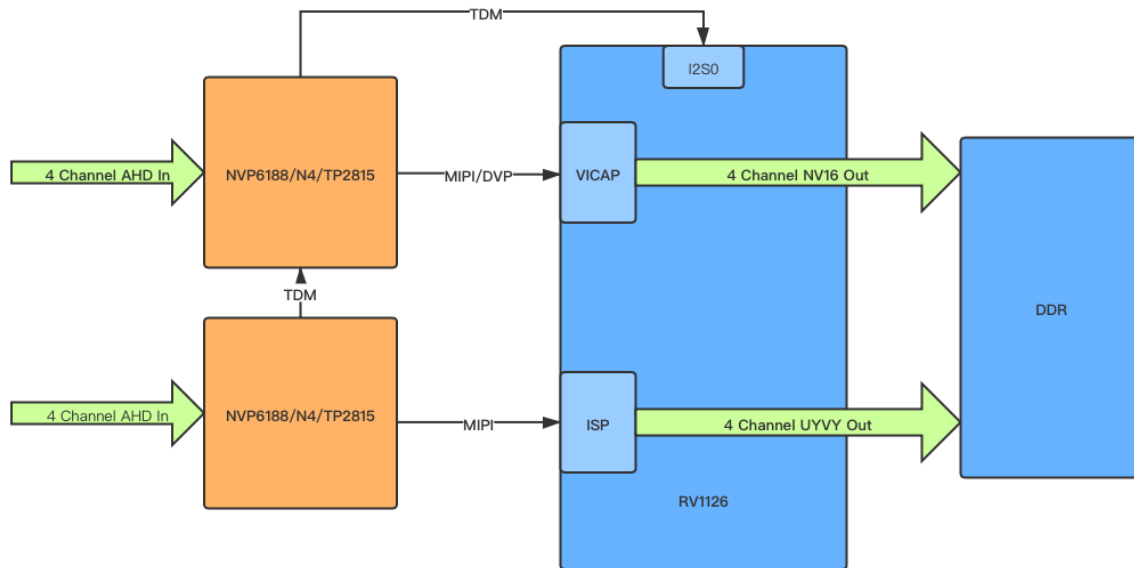 TDM
I2S0
4 Channel AHD In
NVP6188/N4/TP2815
MIPI/DVP
VICAP
4 Channel NV16 Out
TDM
DDR
4 Channel AHD In
NVP6188/N4/TP2815
MIPI
ISP
4 Channel UYVY Out
RV1126